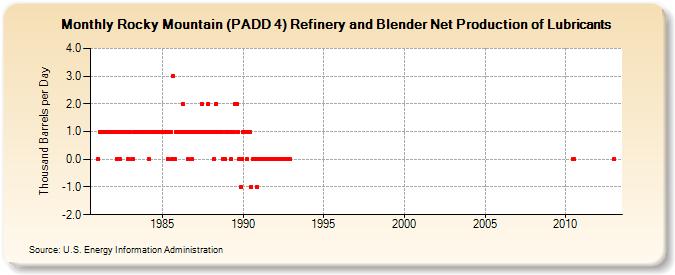 Monthly Rocky Mountain (PADD 4) Refinery and Blender Net Production of Lubricants
Thousand Barrels per Day
4.0
3.0
2.0
1.0
0.0
-1.0
-2.0
1985 1990 1995 2000 2005 2010
Source: U.S. Energy Information Administration